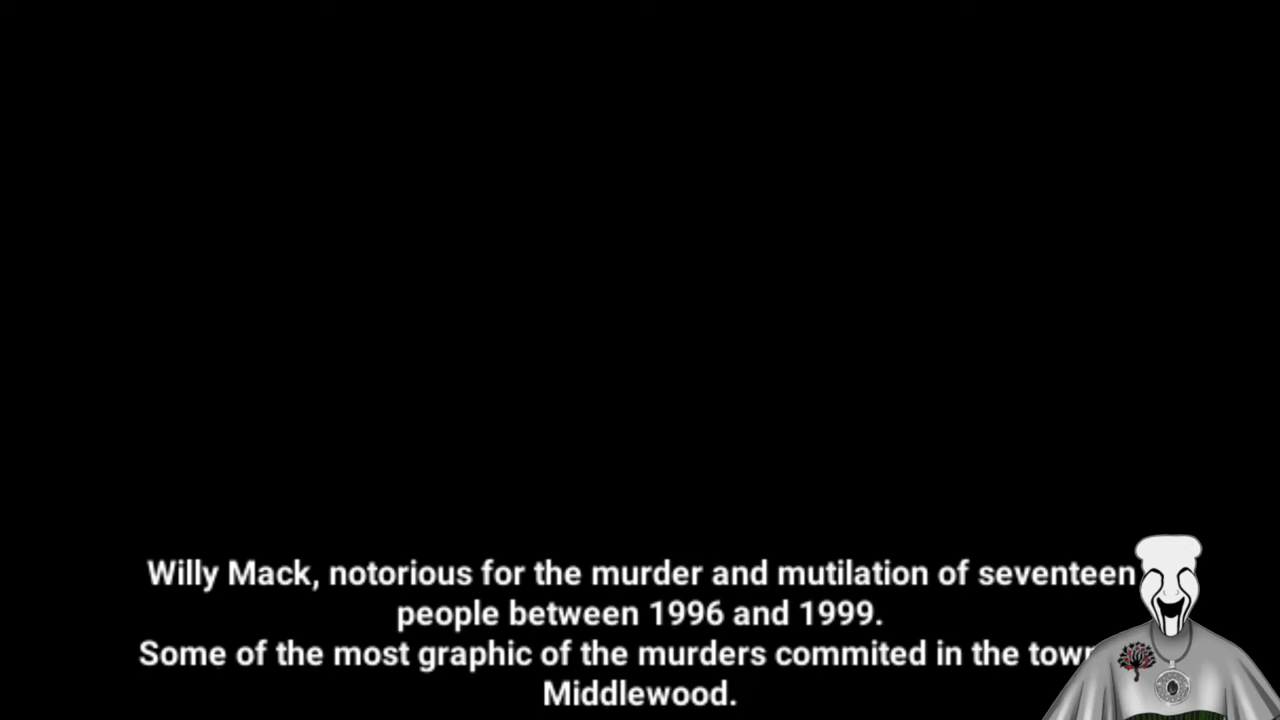 Willy Mack, notorious for the murder and mutilation of seventeen
people between 1996 and 1999.
Some of the most graphic of the murders commited in the
Middlewood.